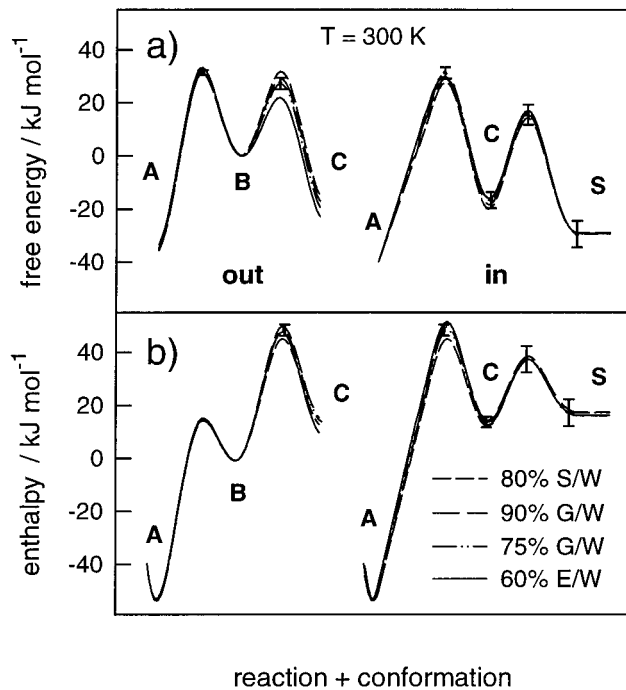 a)
T = 300 K
free energy / kJ mol⁻¹
40
20
0
-20
-40
A
B
C
out
A
C
S
in
b)
enthalpy / kJ mol⁻¹
40
20
0
-20
-40
A
B
C
A
C
S
80% S/W
90% G/W
75% G/W
60% E/W
reaction + conformation